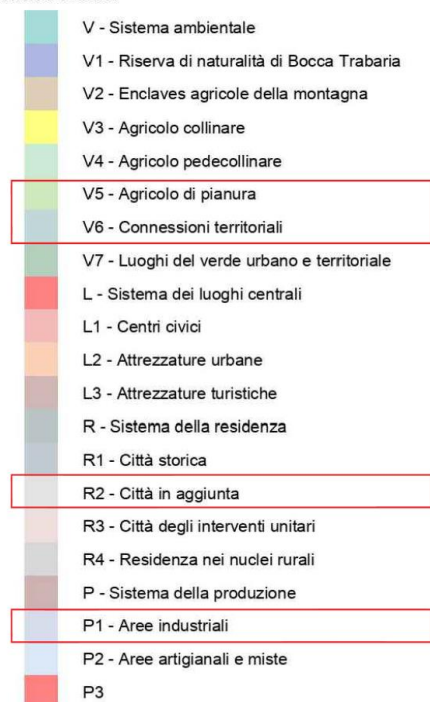 V - Sistema ambientale
V1 - Riserva di naturalità di Bocca Trabaria
V2 - Enclaves agricole della montagna
V3 - Agricolo collinare
V4 - Agricolo pedecollinare
V5 - Agricolo di pianura
V6 - Connessioni territoriali
V7 - Luoghi del verde urbano e territoriale
L - Sistema dei luoghi centrali
L1 - Centri civici
L2 - Attrezzature urbane
L3 - Attrezzature turistiche
R - Sistema della residenza
R1 - Città storica
R2 - Città in aggiunta
R3 - Città degli interventi unitari
R4 - Residenza nei nuclei rurali
P - Sistema della produzione
P1 - Aree industriali
P2 - Aree artigianali e miste
P3